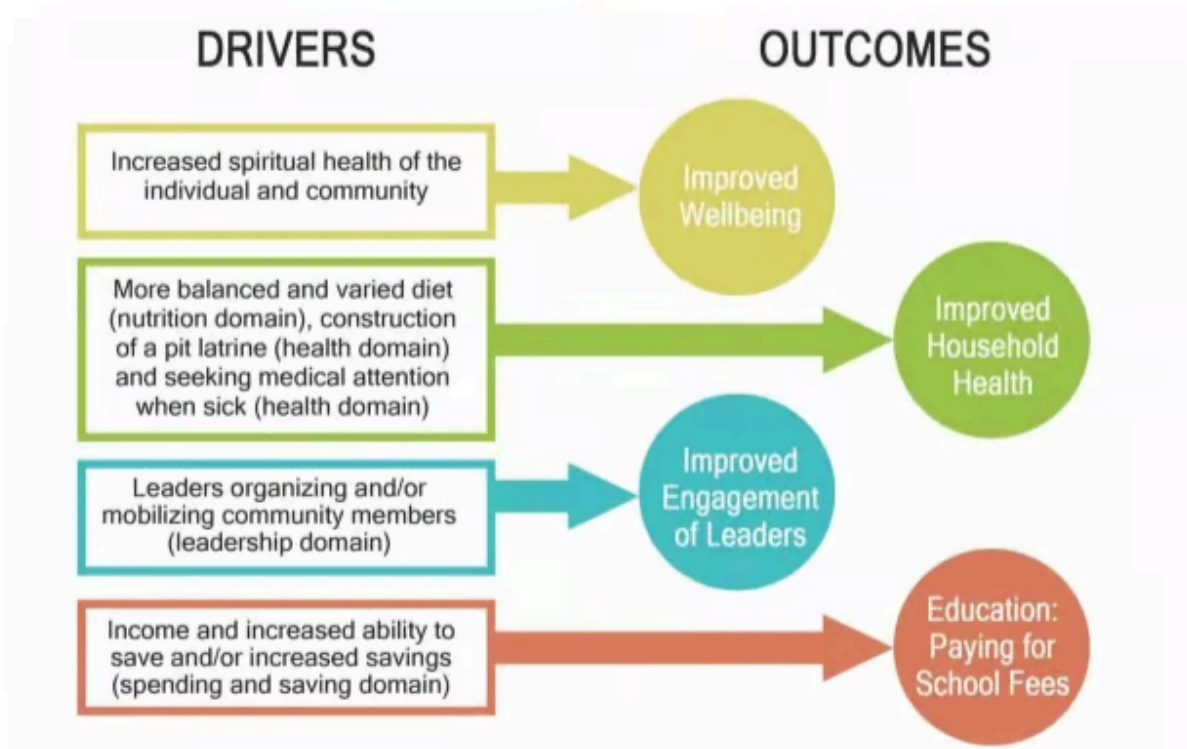 DRIVERS
OUTCOMES
Increased spiritual health of the
individual and community
Improved
Wellbeing
More balanced and varied diet
(nutrition domain), construction
of a pit latrine (health domain)
and seeking medical attention
when sick (health domain)
Improved
Household
Health
Leaders organizing and/or
mobilizing community members
(leadership domain)
Improved
Engagement
of Leaders
Income and increased ability to
save and/or increased savings
(spending and saving domain)
Education:
Paying for
School Fees